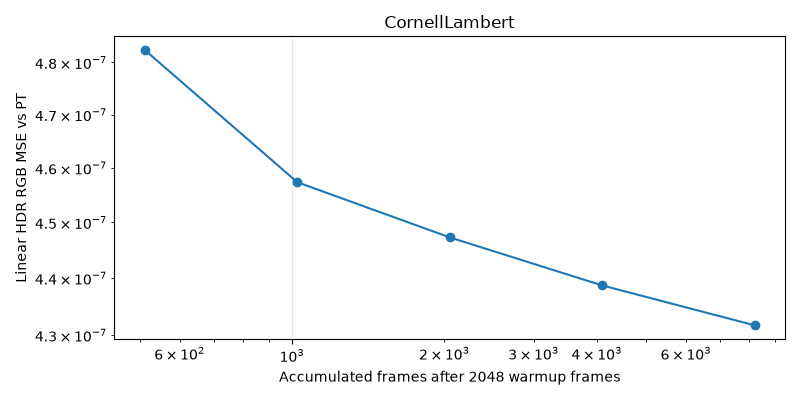 CornellLambert
Linear HDR RGB MSE vs PT
4.8 × 10⁻⁷
4.7 × 10⁻⁷
4.6 × 10⁻⁷
4.5 × 10⁻⁷
4.4 × 10⁻⁷
4.3 × 10⁻⁷
6 × 10² 10³ 2 × 10³ 3 × 10³ 4 × 10³ 6 × 10³
Accumulated frames after 2048 warmup frames